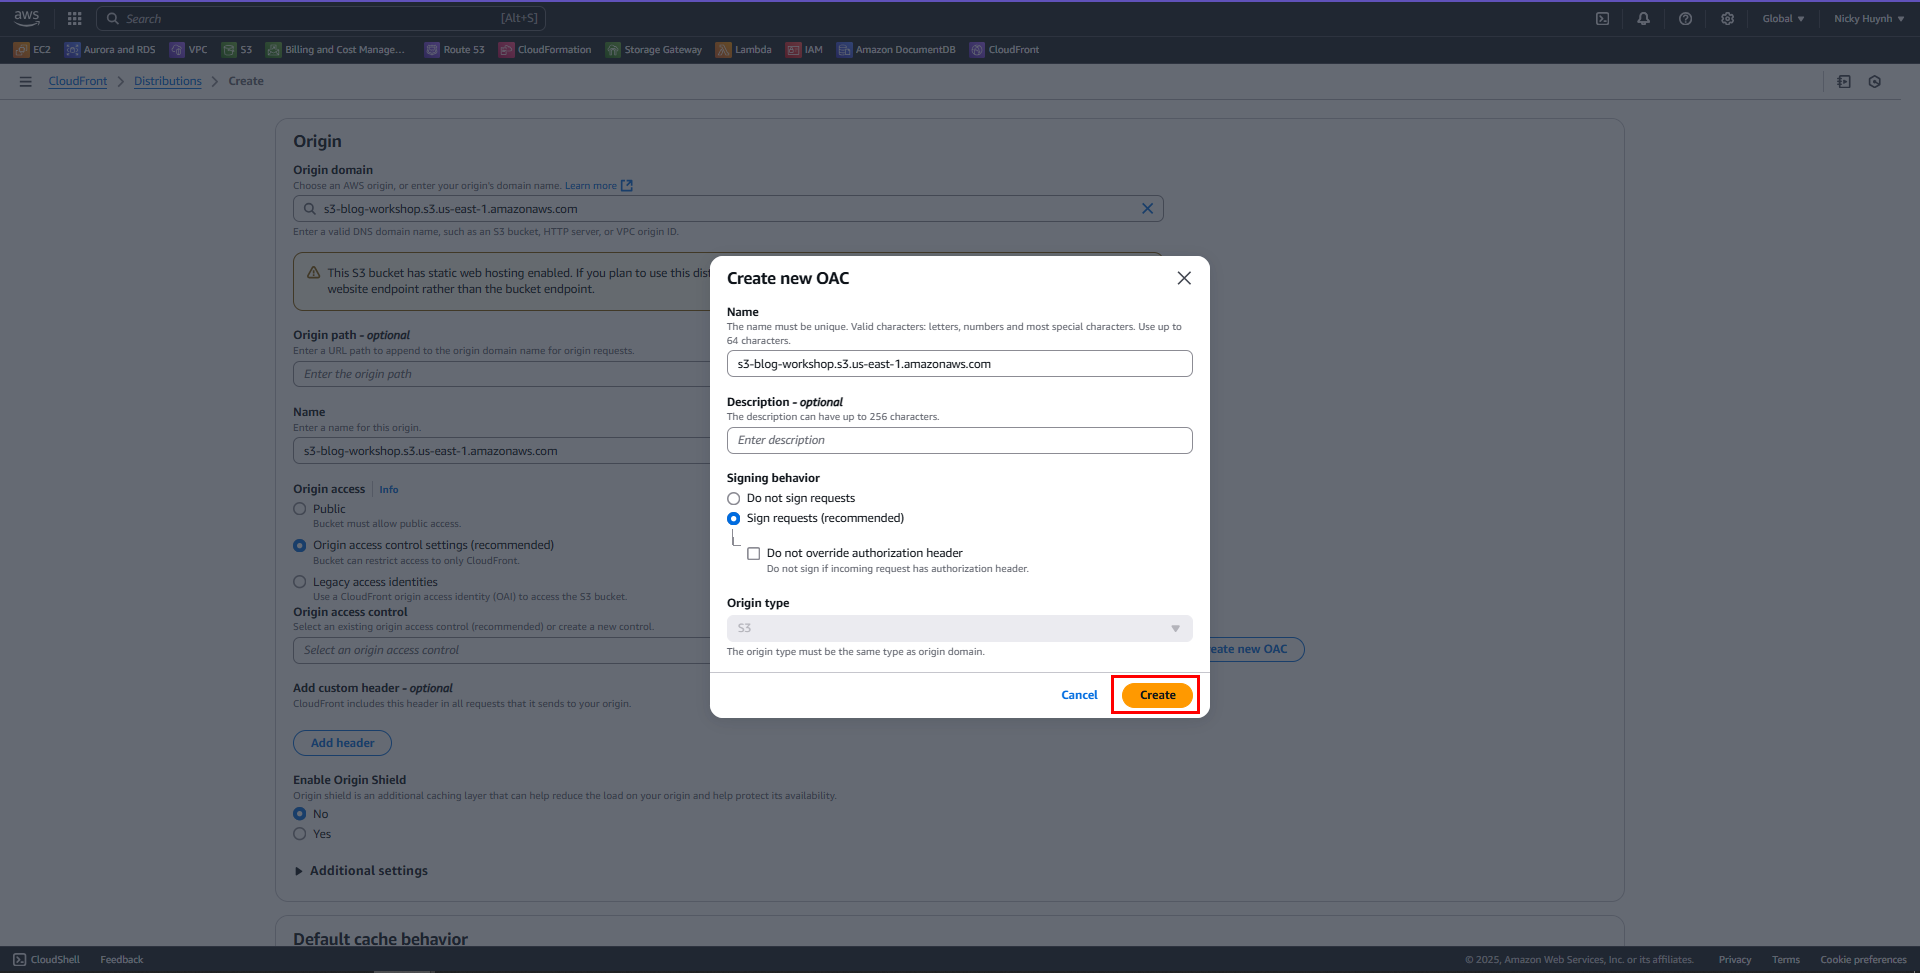 aws
Search
[Alt+S]
Global
Nicky Huynh
EC2
Aurora and RDS
VPC
S3
Billing and Cost Manage...
Route 53
CloudFormation
Storage Gateway
Lambda
IAM
Amazon DocumentDB
CloudFront
CloudFront
Distributions
Create
Origin
Origin domain
Choose an AWS origin, or enter your origin's domain name. Learn more
s3-blog-workshop.s3.us-east-1.amazonaws.com
Enter a valid DNS domain name, such as an S3 bucket, HTTP server, or VPC origin ID.
This S3 bucket has static web hosting enabled. If you plan to use this dist
website endpoint rather than the bucket endpoint.
Origin path - optional
Enter a URL path to append to the origin domain name for origin requests.
Enter the origin path
Name
Enter a name for this origin.
s3-blog-workshop.s3.us-east-1.amazonaws.com
Origin access
Info
Public
Bucket must allow public access.
Origin access control settings (recommended)
Bucket can restrict access to only CloudFront.
Legacy access identities
Use a CloudFront origin access identity (OAI) to access the S3 bucket.
Origin access control
Select an existing origin access control (recommended) or create a new control.
Select an origin access control
eate new OAC
Add custom header - optional
CloudFront includes this header in all requests that it sends to your origin.
Add header
Enable Origin Shield
Origin shield is an additional caching layer that can help reduce the load on your origin and help protect its availability.
No
Yes
Additional settings
Default cache behavior
Create new OAC
Name
The name must be unique. Valid characters: letters, numbers and most special characters. Use up to
64 characters.
s3-blog-workshop.s3.us-east-1.amazonaws.com
Description - optional
The description can have up to 256 characters.
Enter description
Signing behavior
Do not sign requests
Sign requests (recommended)
Do not override authorization header
Do not sign if incoming request has authorization header.
Origin type
S3
The origin type must be the same type as origin domain.
Cancel
Create
CloudShell
Feedback
© 2025, Amazon Web Services, Inc. or its affiliates.
Privacy
Terms
Cookie preferences